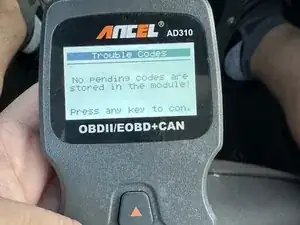 ANCEL®
AD310
Trouble Codes
No pending codes are
stored in the module!
Press any key to con.
OBDII/EOBD+CAN